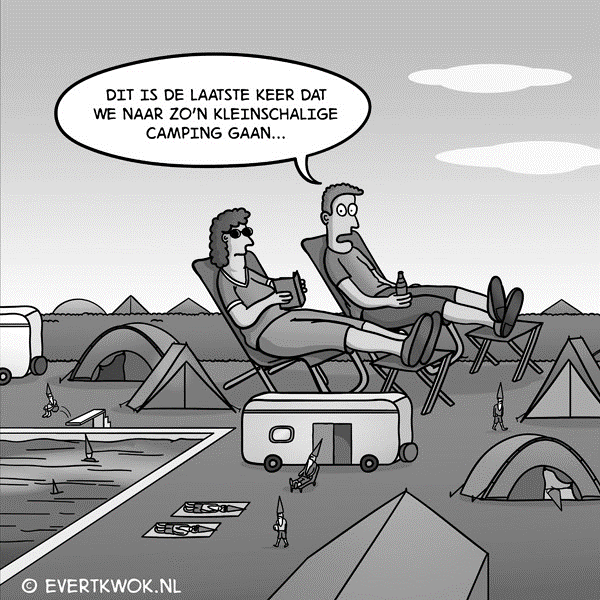 DIT IS DE LAATSTE KEER DAT
WE NAAR ZO'N KLEINSCHALIGE
CAMPING GAAN...
© EVERTKWOK.NL